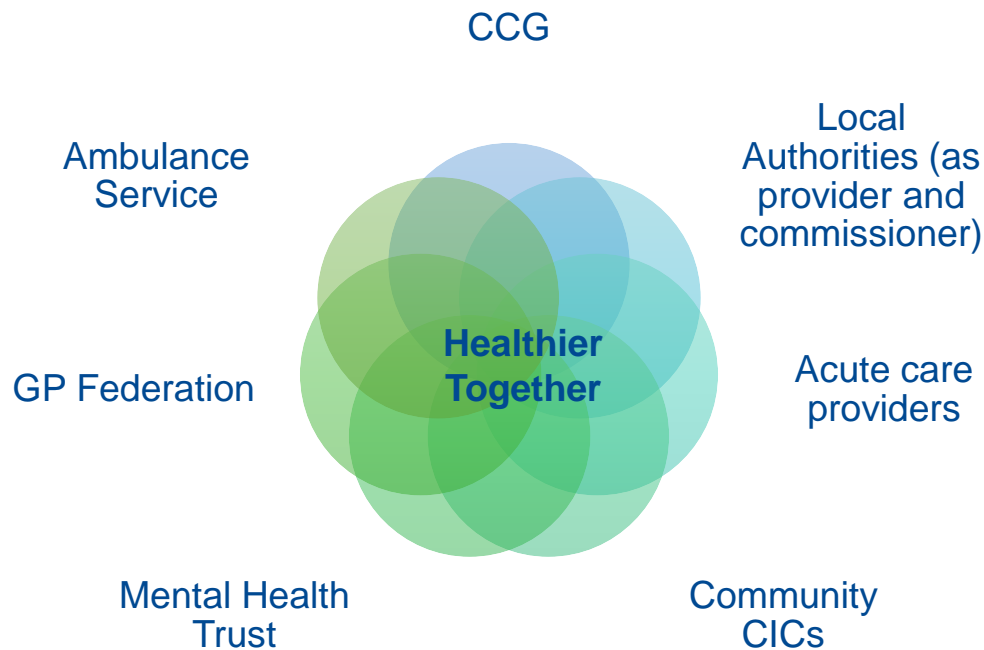 CCG
Local
Authorities (as
provider and
commissioner)
Acute care
providers
Community
CICs
Mental Health
Trust
GP Federation
Ambulance
Service
Healthier
Together